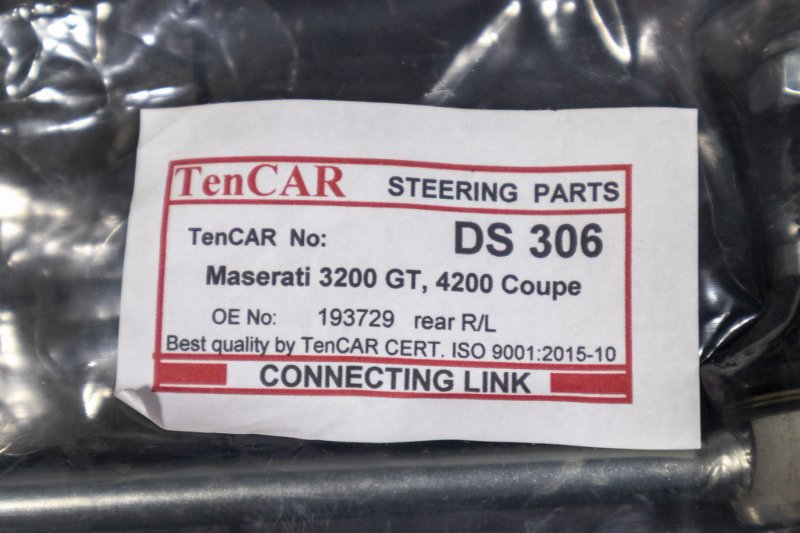 TenCAR STEERING PARTS
TenCAR No: DS 306
Maserati 3200 GT, 4200 Coupe
OE No: 193729 rear R/L
Best quality by TenCAR CERT. ISO 9001:2015-10
CONNECTING LINK